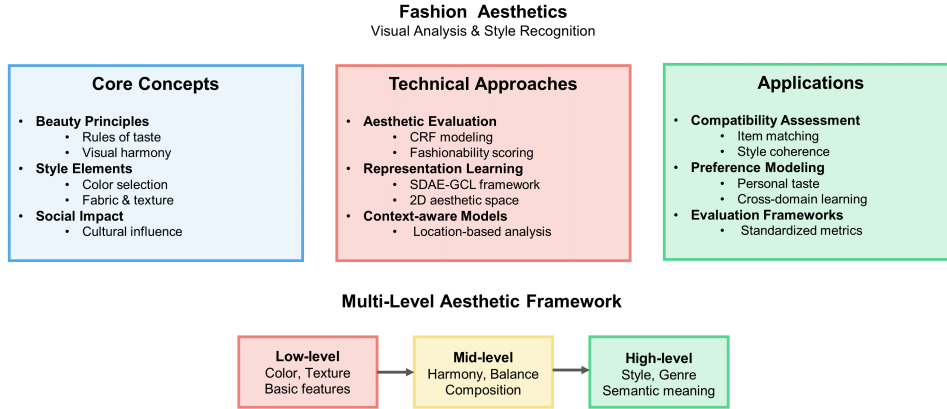 Fashion Aesthetics
Visual Analysis & Style Recognition
Core Concepts
• Beauty Principles
• Rules of taste
• Visual harmony
• Style Elements
• Color selection
• Fabric & texture
• Social Impact
• Cultural influence
Technical Approaches
• Aesthetic Evaluation
• CRF modeling
• Fashionability scoring
• Representation Learning
• SDAE-GCL framework
• 2D aesthetic space
• Context-aware Models
• Location-based analysis
Applications
• Compatibility Assessment
• Item matching
• Style coherence
• Preference Modeling
• Personal taste
• Cross-domain learning
• Evaluation Frameworks
• Standardized metrics
Multi-Level Aesthetic Framework
Low-level
Color, Texture
Basic features
Mid-level
Harmony, Balance
Composition
High-level
Style, Genre
Semantic meaning